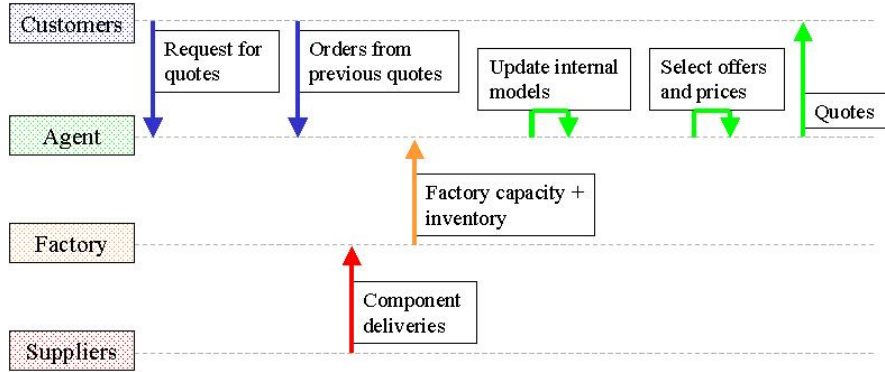 Customers
Request for
quotes
Orders from
previous quotes
Update internal
models
Select offers
and prices
Quotes
Agent
Factory capacity +
inventory
Factory
Component
deliveries
Suppliers